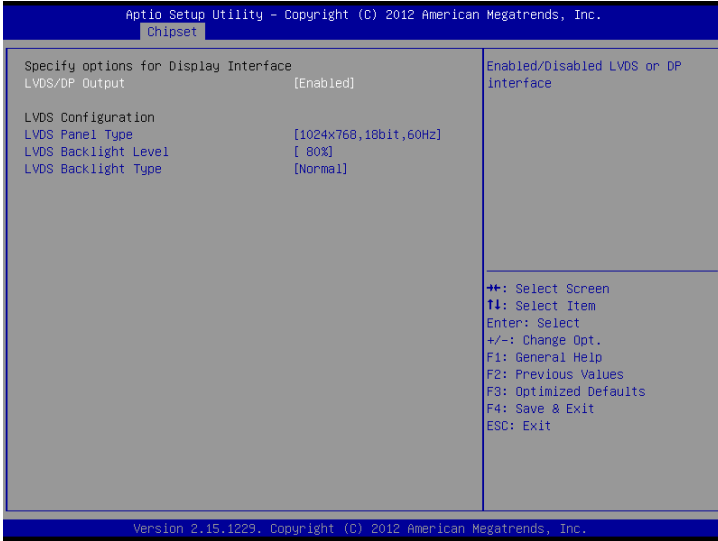 Aptio Setup Utility – Copyright (C) 2012 American Megatrends, Inc.
Chipset
Specify options for Display Interface
LVDS/DP Output [Enabled]
LVDS Configuration
LVDS Panel Type [1024x768,18bit,60Hz]
LVDS Backlight Level [ 80%]
LVDS Backlight Type [Normal]
Enabled/Disabled LVDS or DP
interface
→←: Select Screen
↑↓: Select Item
Enter: Select
+/-: Change Opt.
F1: General Help
F2: Previous Values
F3: Optimized Defaults
F4: Save & Exit
ESC: Exit
Version 2.15.1229. Copyright (C) 2012 American Megatrends, Inc.